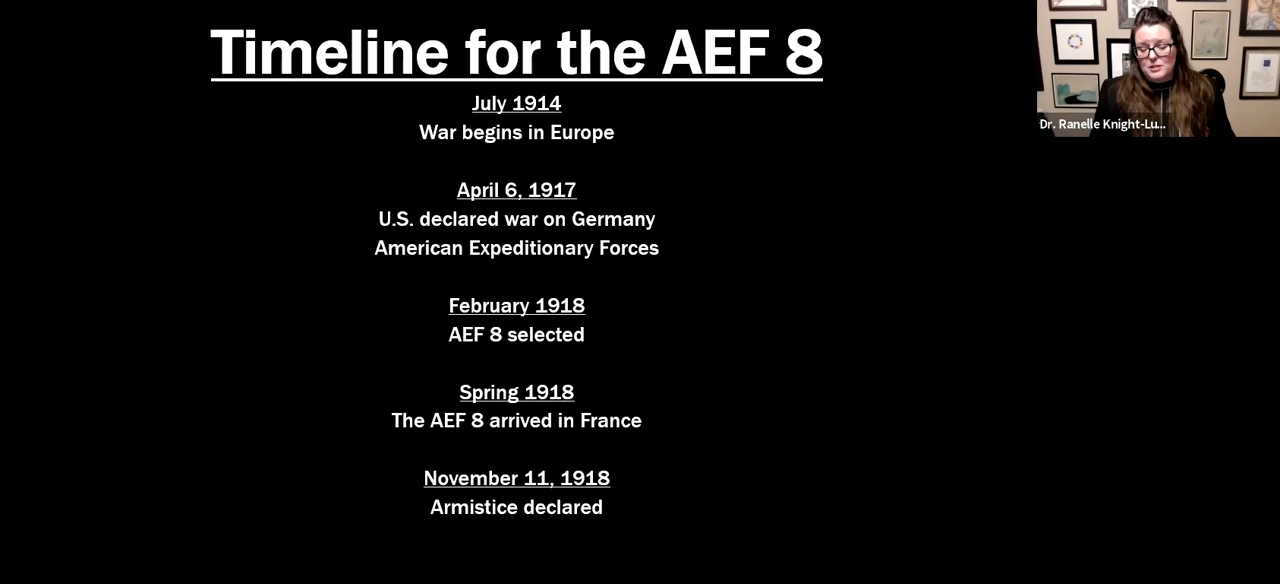 Timeline for the AEF 8
July 1914
War begins in Europe
April 6, 1917
U.S. declared war on Germany
American Expeditionary Forces
February 1918
AEF 8 selected
Spring 1918
The AEF 8 arrived in France
November 11, 1918
Armistice declared
Dr. Ranelle Knight-Lu...